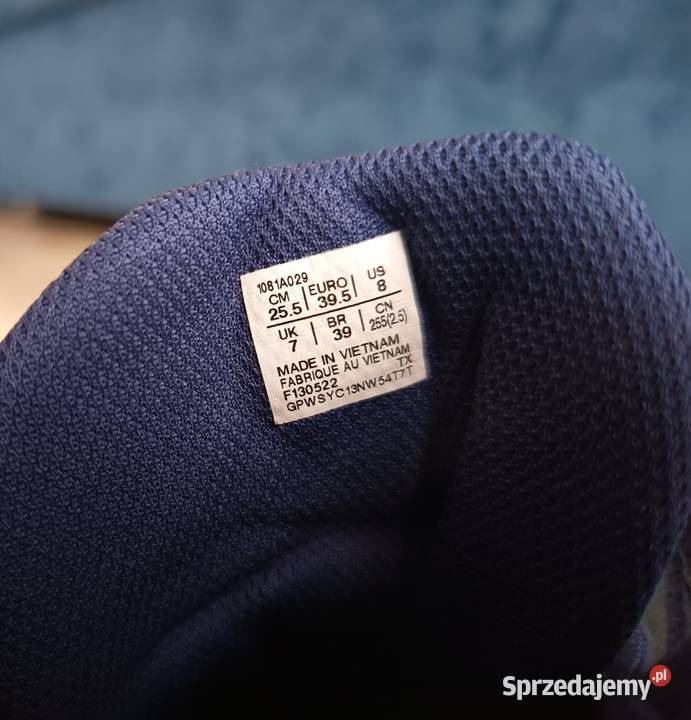 1081A029
CM | EURO | US
25.5 | 39.5 | 8
UK | BR | CN
7 | 39 | 255(2.5)
MADE IN VIETNAM
FABRIQUE AU VIETNAM
F130522 TX
GPWSYC13NW54T7T
Sprzedajemy.pl